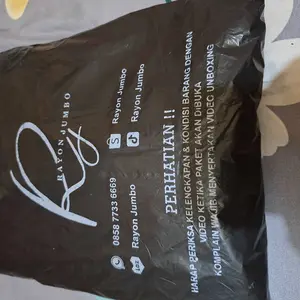 Rj
RAYON JUMBO
0858 7733 6669
Rayon Jumbo
Rayon Jumbo
Rayon Jumbo
PERHATIAN !!
HARAP PERIKSA KELENGKAPAN & KONDISI BARANG DENGAN
VIDEO KETIKA PAKET AKAN DIBUKA
KOMPLAIN WAJIB MENYERTAKAN VIDEO UNBOXING